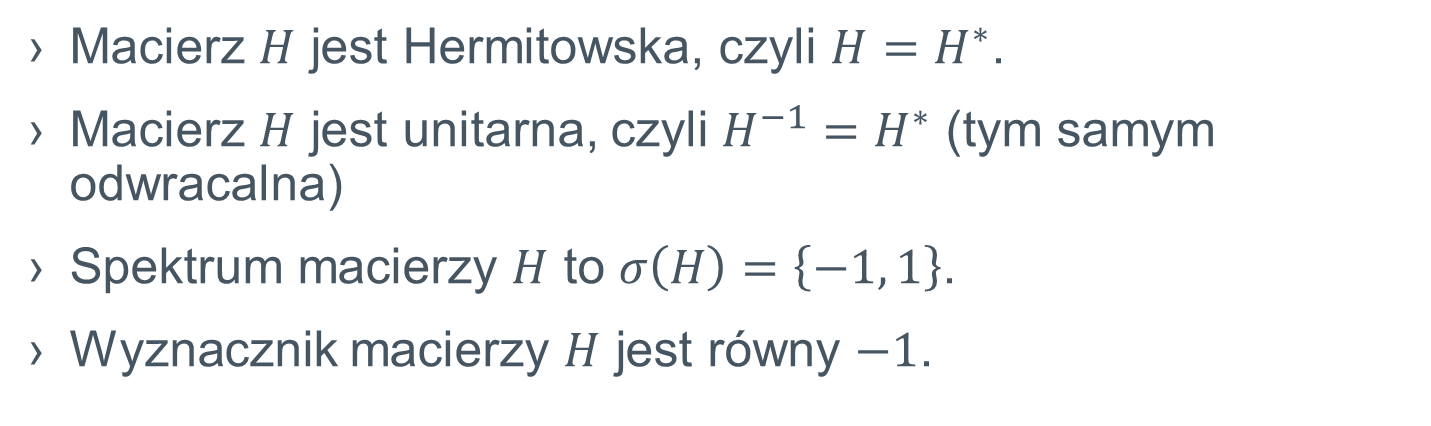 › Macierz 𝐻 jest Hermitowska, czyli 𝐻 = 𝐻*.
› Macierz 𝐻 jest unitarna, czyli 𝐻⁻¹ = 𝐻* (tym samym
odwracalna)
› Spektrum macierzy 𝐻 to 𝜎(𝐻) = {−1, 1}.
› Wyznacznik macierzy 𝐻 jest równy −1.